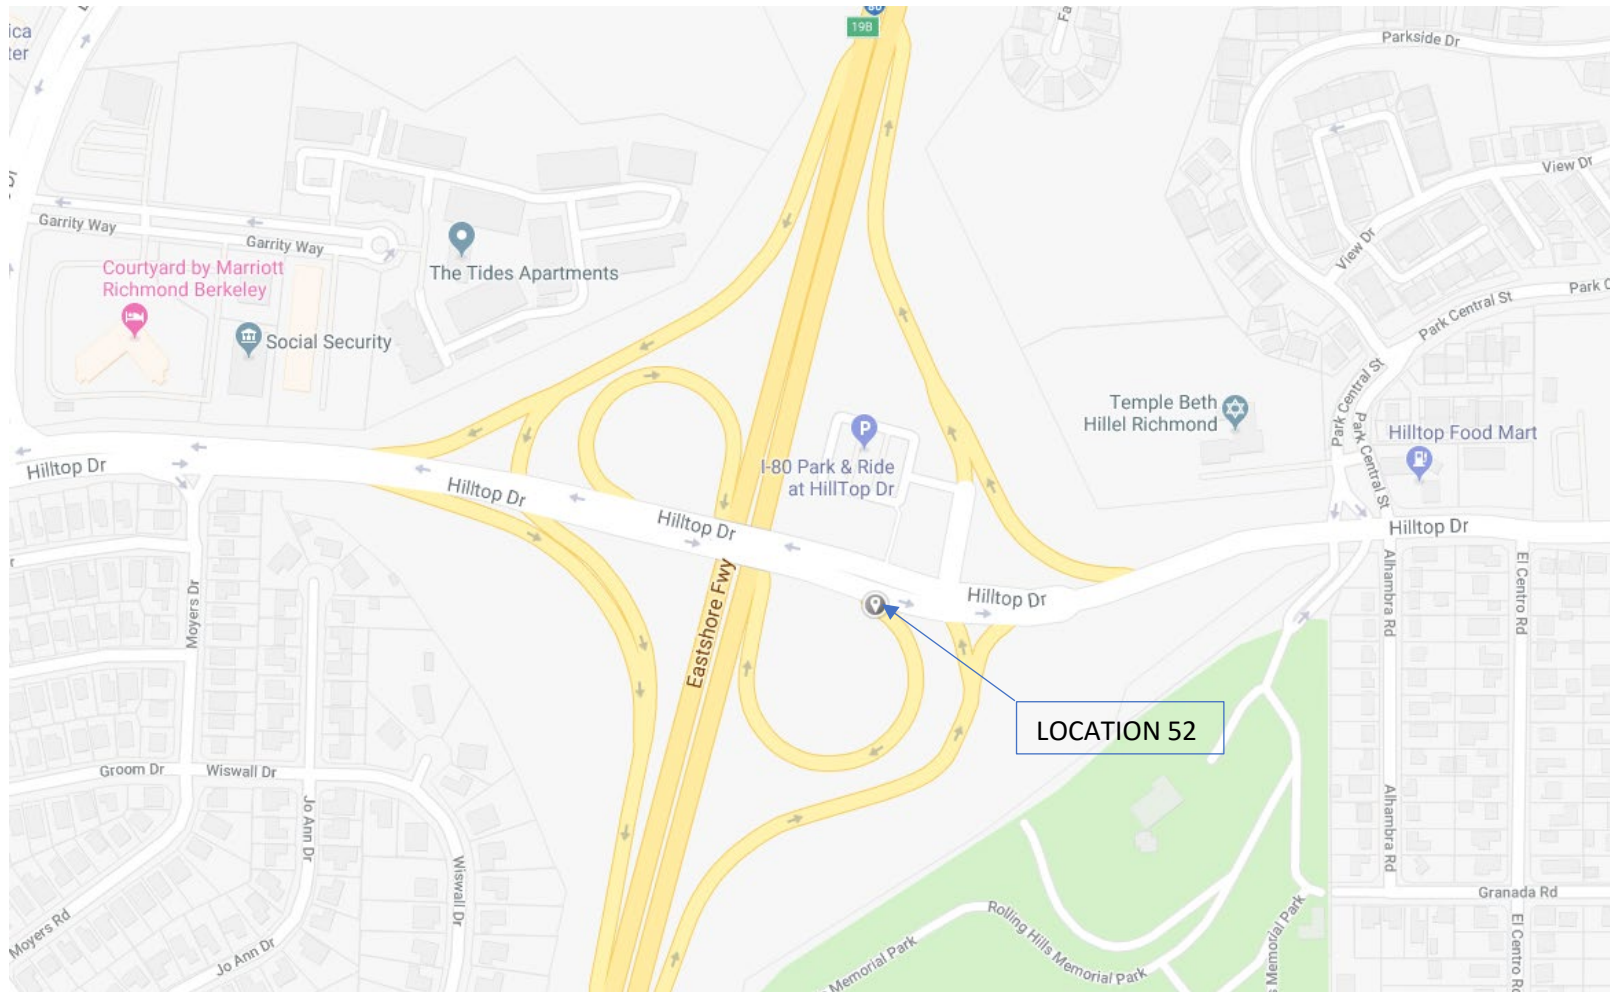 ica
ter
80
19B
Fa
Parkside Dr
View Dr
Garrity Way
Garrity Way
The Tides Apartments
Courtyard by Marriott
Richmond Berkeley
Social Security
View Dr
Park Central St
Park C
Park Central St
Park Central St
Temple Beth
Hillel Richmond
Hilltop Food Mart
P
I-80 Park & Ride
at HillTop Dr
Hilltop Dr
Hilltop Dr
Hilltop Dr
Hilltop Dr
Hilltop Dr
Eastshore Fwy
Moyers Dr
Alhambra Rd
El Centro Rd
LOCATION 52
Groom Dr
Wiswall Dr
Jo Ann Dr
Wiswall Dr
Alhambra Rd
Granada Rd
El Centro Rd
Moyers Rd
Jo Ann Dr
Memorial Park
Rolling Hills Memorial Park
s Memorial Park